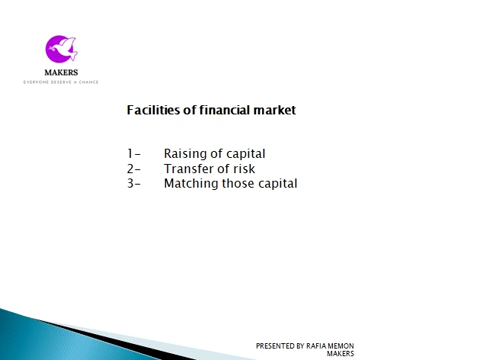 MAKERS
EVERYONE DESERVE A CHANCE
Facilities of financial market
1- Raising of capital
2- Transfer of risk
3- Matching those capital
PRESENTED BY RAFIA MEMON
MAKERS